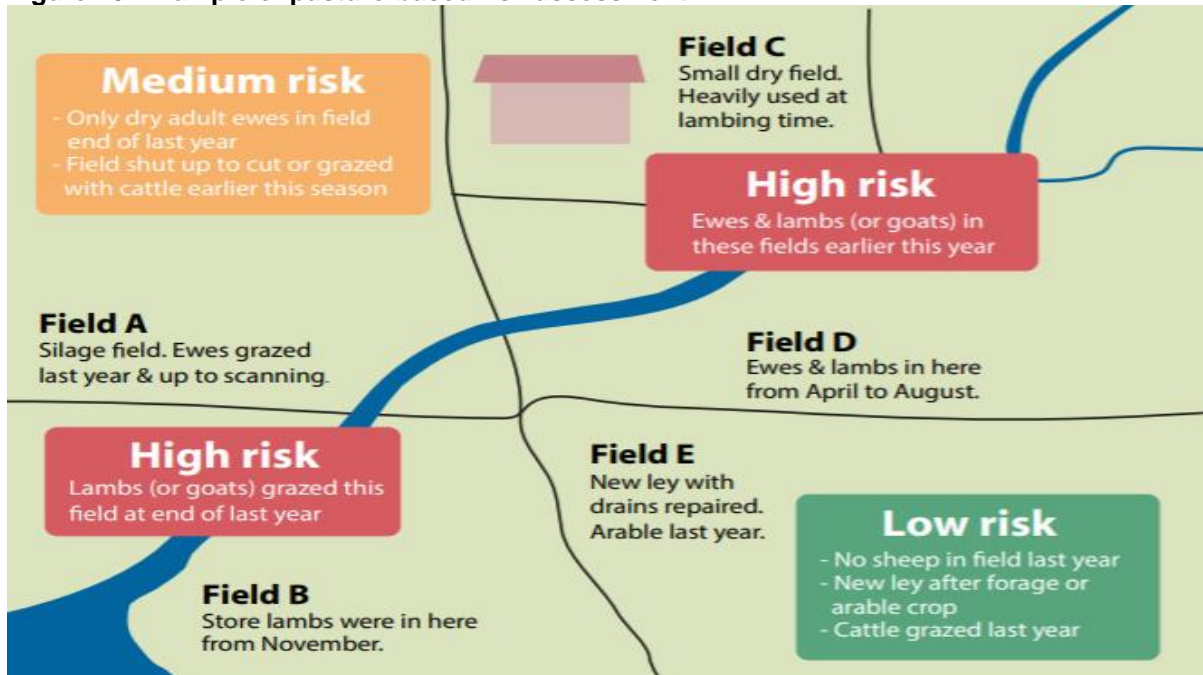 Medium risk
- Only dry adult ewes in field
end of last year
- Field shut up to cut or grazed
with cattle earlier this season
Field C
Small dry field.
Heavily used at
lambing time.
High risk
Ewes & lambs (or goats) in
these fields earlier this year
Field A
Silage field. Ewes grazed
last year & up to scanning.
Field D
Ewes & lambs in here
from April to August.
High risk
Lambs (or goats) grazed this
field at end of last year
Field E
New ley with
drains repaired.
Arable last year.
Low risk
- No sheep in field last year
- New ley after forage or
arable crop
- Cattle grazed last year
Field B
Store lambs were in here
from November.